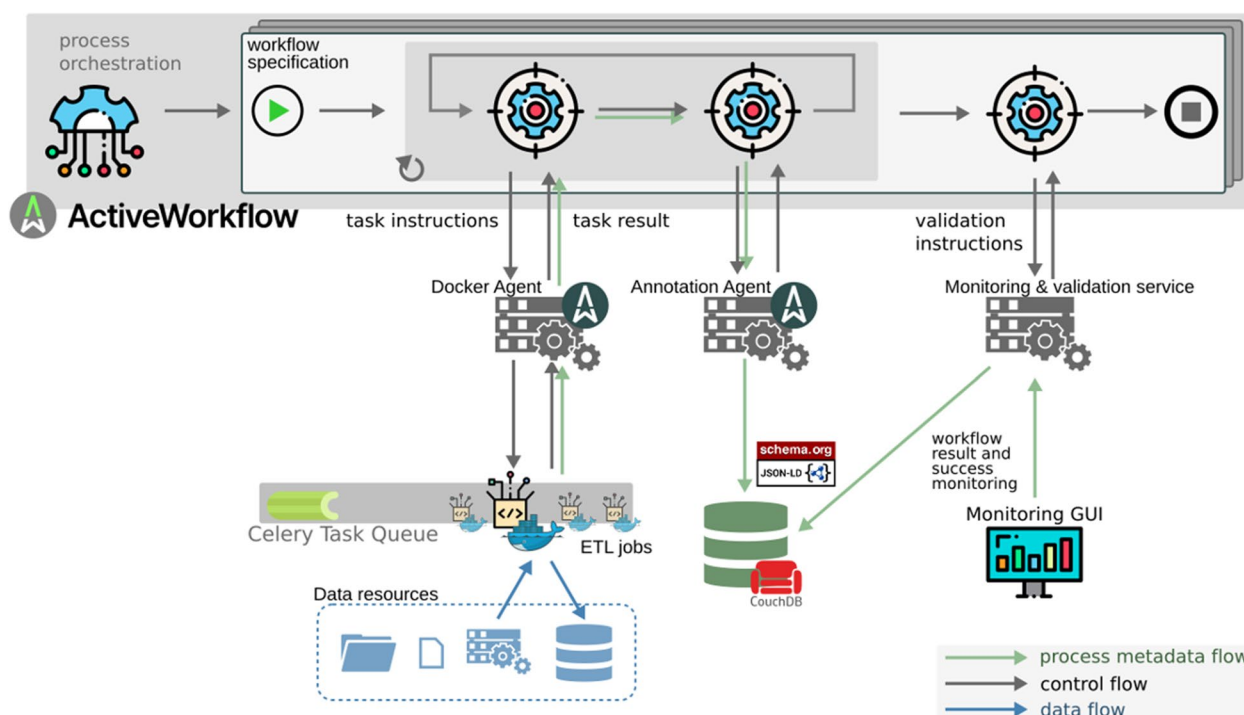 process
orchestration
workflow
specification
ActiveWorkflow
task instructions
task result
validation
instructions
Docker Agent
Annotation Agent
Monitoring & validation service
schema.org
JSON-LD
workflow
result and
success
monitoring
</>
Celery Task Queue
ETL jobs
Monitoring GUI
CouchDB
Data resources
process metadata flow
control flow
data flow